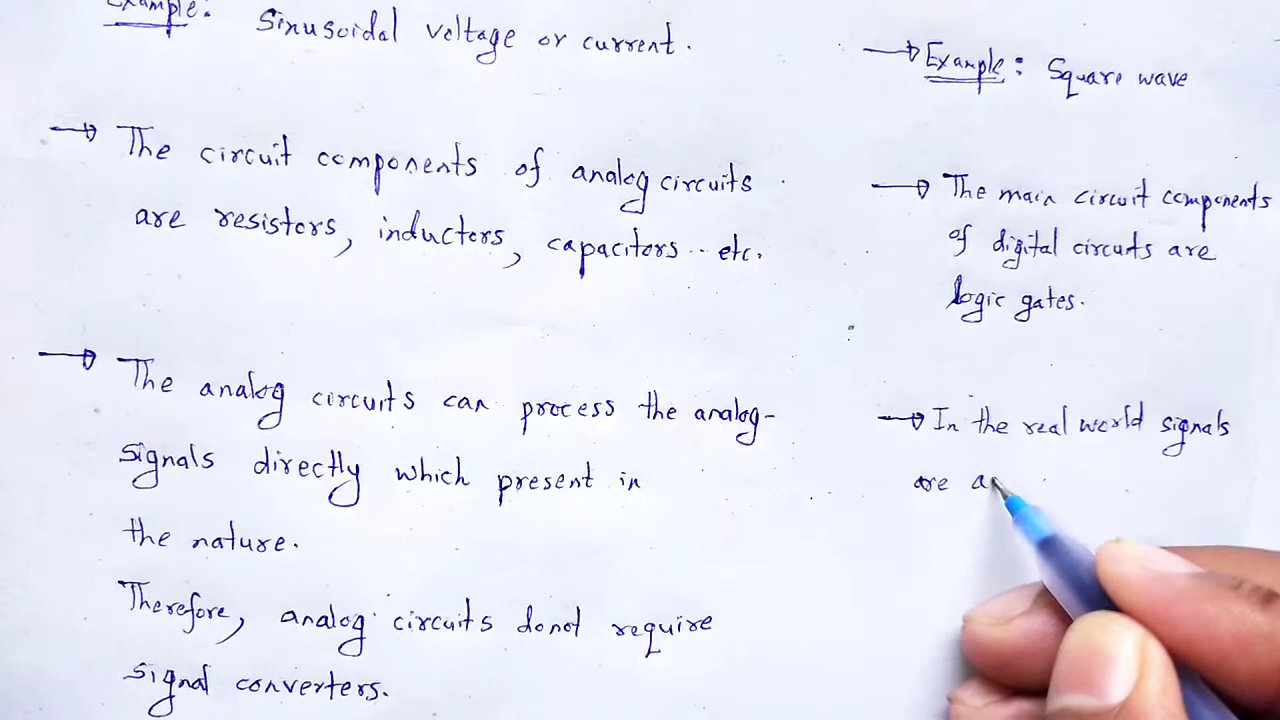 Example: Sinusoidal voltage or current.
→ The circuit components of analog circuits
are resistors, inductors, capacitors... etc.
→ The analog circuits can process the analog-
signals directly which present in
the nature.
Therefore, analog circuits donot require
signal converters.
→ Example: Square wave
→ The main circuit components
of digital circuits are
logic gates.
→ In the real world signals
are a